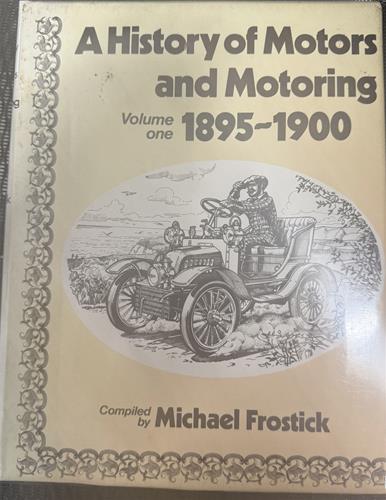 A History of Motors
and Motoring
Volume
one 1895~1900
Compiled
by Michael Frostick